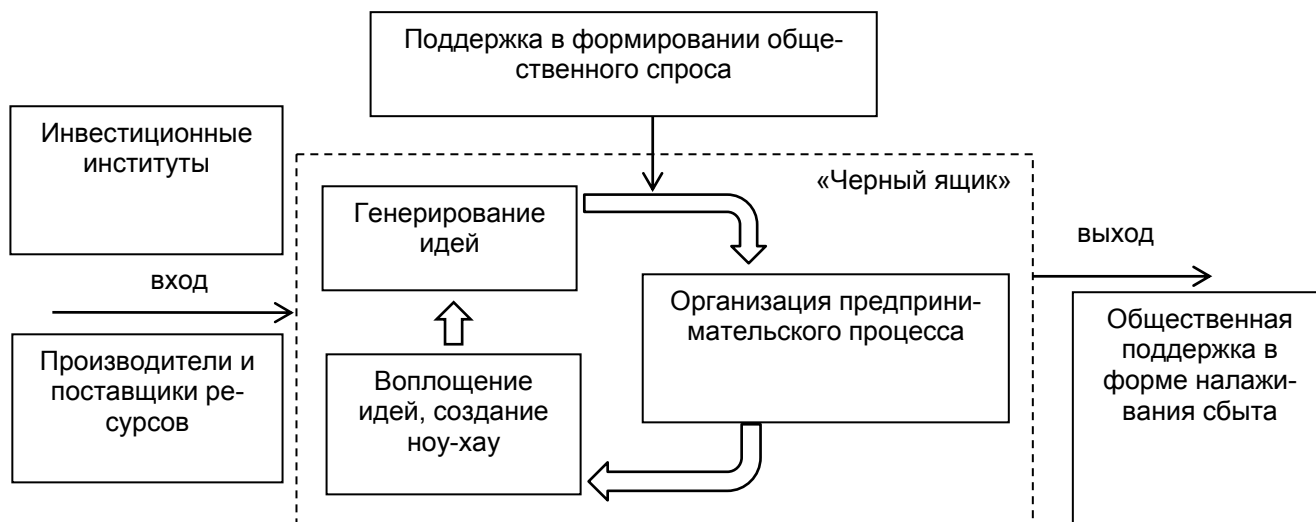 Поддержка в формировании обще-
ственного спроса
Инвестиционные
институты
«Черный ящик»
Генерирование
идей
выход
вход
Организация предприни-
мательского процесса
Общественная
поддержка в
форме налажи-
вания сбыта
Производители и
поставщики ре-
сурсов
Воплощение
идей, создание
ноу-хау